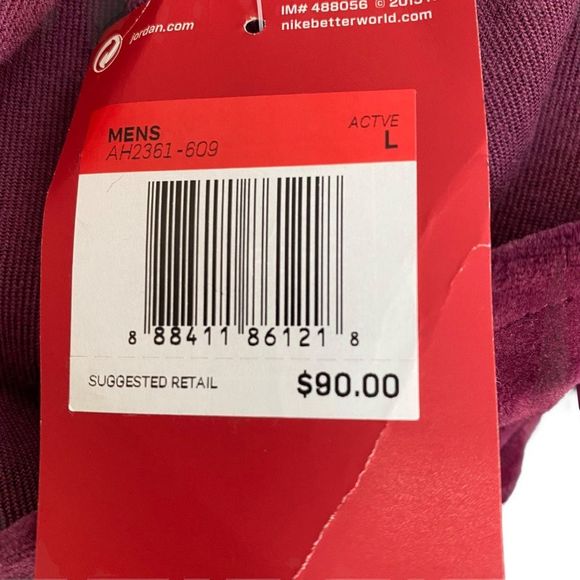 jordan.com
IM# 488056 © 2015
nikebetterworld.com
MENS
ACTVE
AH2361-609
L
8 88411 86121 8
SUGGESTED RETAIL
$90.00